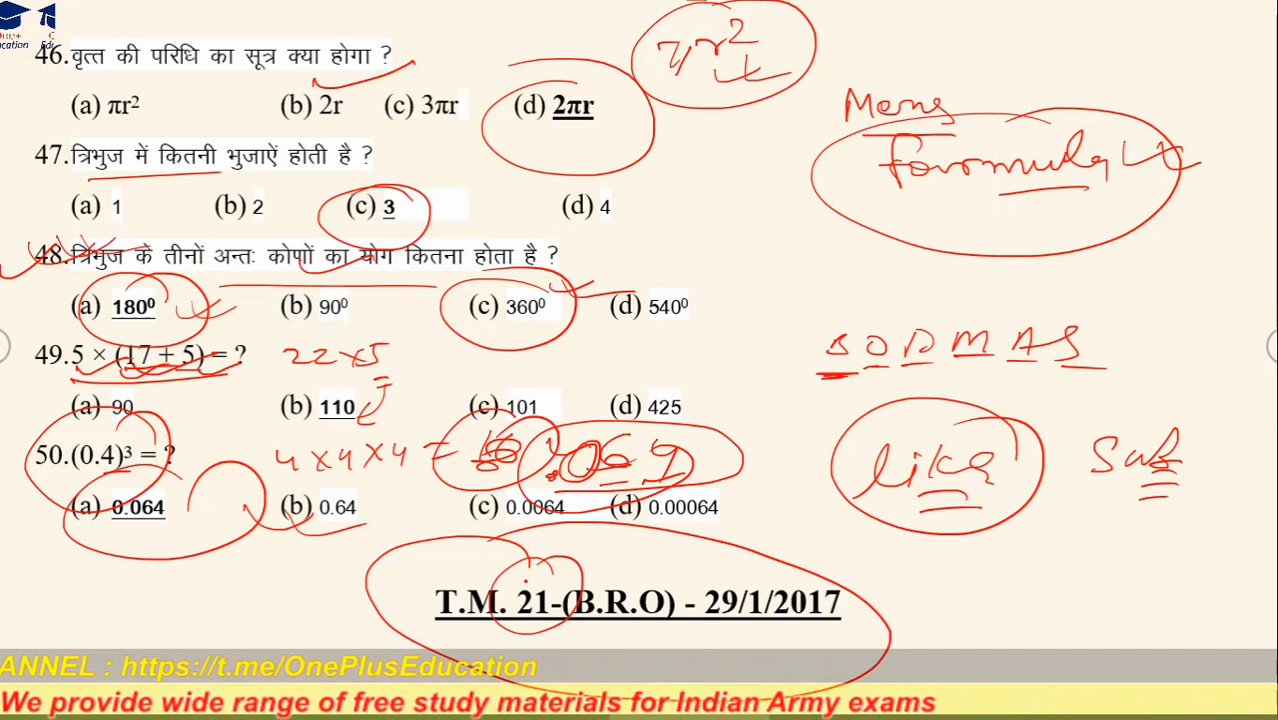 46.वृत्त की परिधि का सूत्र क्या होगा ?
(a) πr² (b) 2r (c) 3πr (d) 2πr
πr²
Mens
formula
47.त्रिभुज में कितनी भुजाऐं होती है ?
(a) 1 (b) 2 (c) 3 (d) 4
48.त्रिभुज के तीनों अन्तः कोणों का योग कितना होता है ?
(a) 180⁰ (b) 90⁰ (c) 360⁰ (d) 540⁰
49.5 × (17 + 5) = ? 22×5
BODMAS
(a) 90 (b) 110 (c) 101 (d) 425
50.(0.4)³ = ? 4×4×4 = .064
like
(a) 0.064 (b) 0.64 (c) 0.0064 (d) 0.00064
T.M. 21-(B.R.O) - 29/1/2017
ANNEL : https://t.me/OnePlusEducation
We provide wide range of free study materials for Indian Army exams